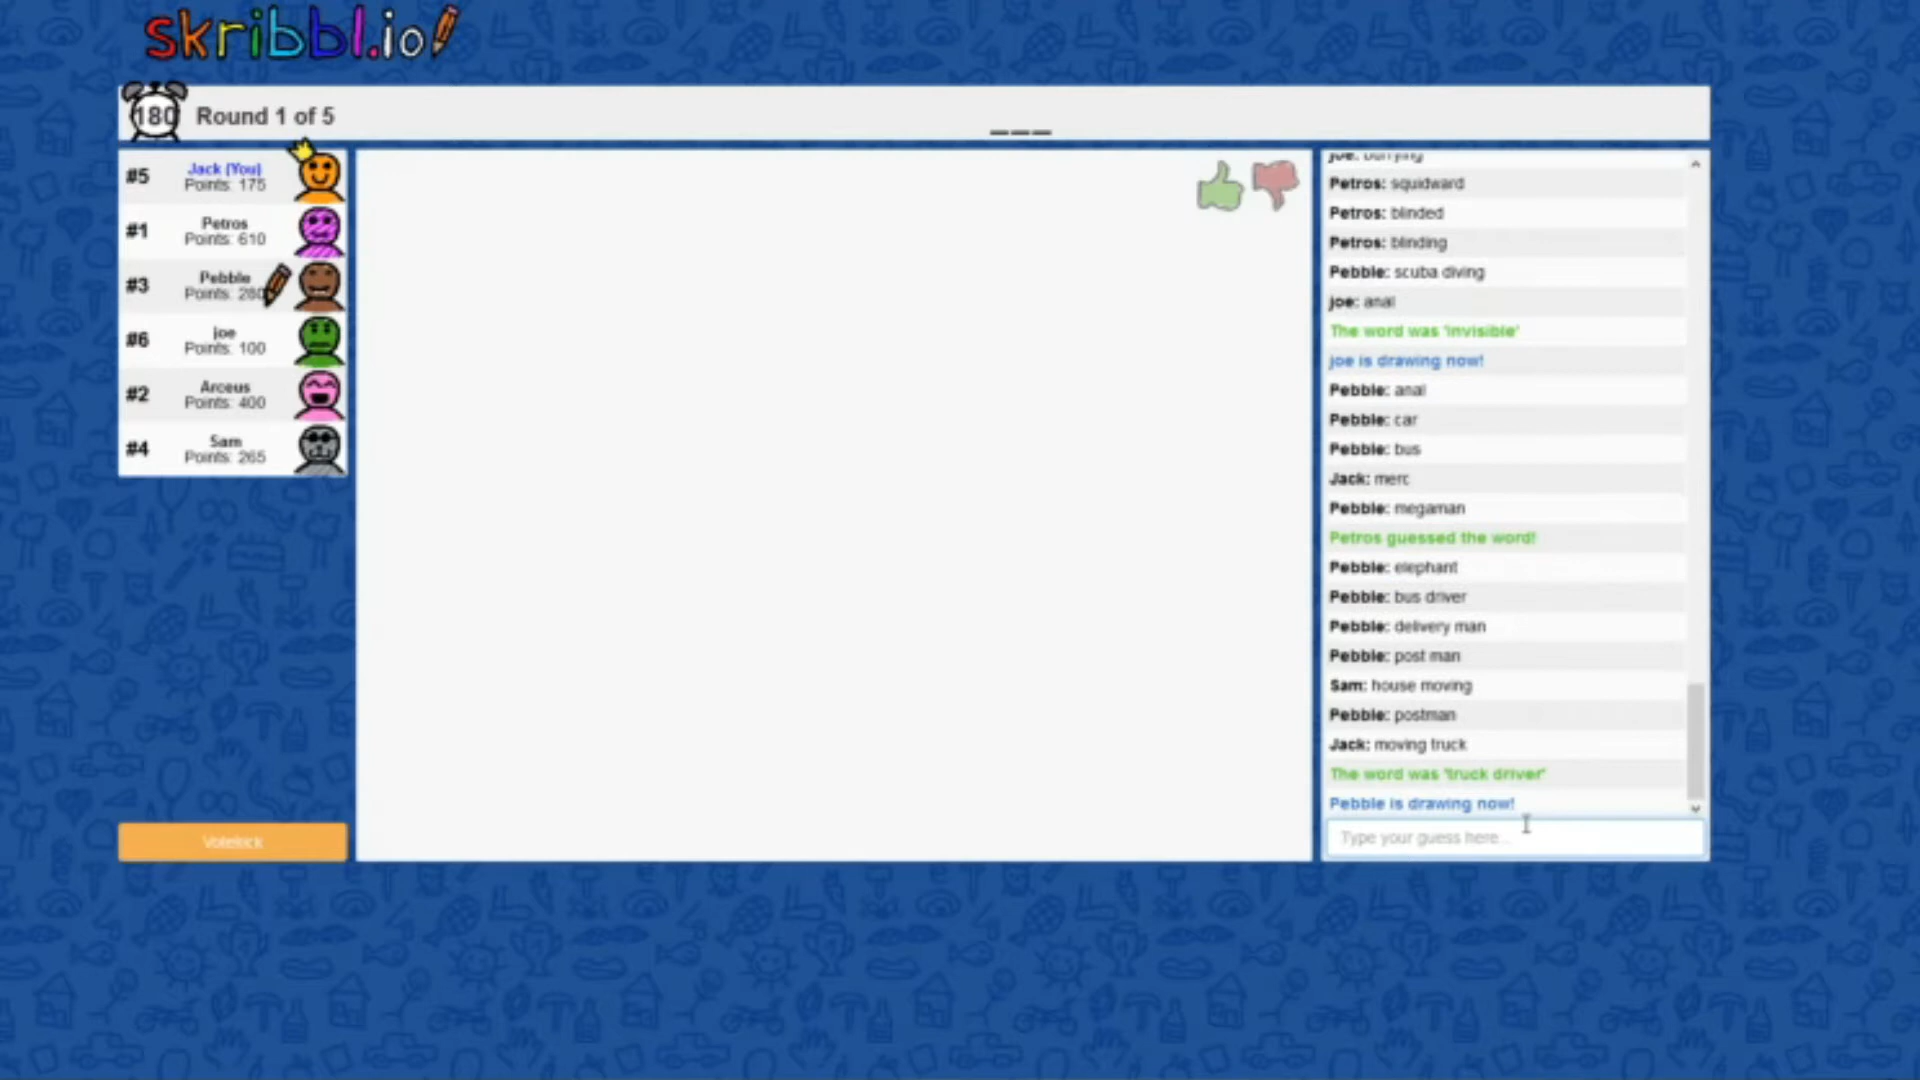 skribbl.io
180
Round 1 of 5
___
#5 Jack (You)
Points: 175
#1 Petros
Points: 610
#3 Pebble
Points: 280
#6 joe
Points: 100
#2 Arceus
Points: 400
#4 Sam
Points: 265
Votekick
joe:
Petros: squidward
Petros: blinded
Petros: blinding
Pebble: scuba diving
joe: anal
The word was 'invisible'
joe is drawing now!
Pebble: anal
Pebble: car
Pebble: bus
Jack: merc
Pebble: megaman
Petros guessed the word!
Pebble: elephant
Pebble: bus driver
Pebble: delivery man
Pebble: post man
Sam: house moving
Pebble: postman
Jack: moving truck
The word was 'truck driver'
Pebble is drawing now!
Type your guess here...